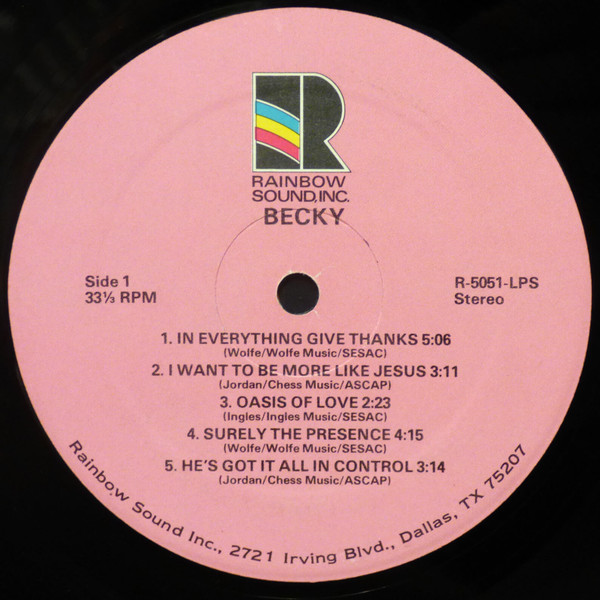 RAINBOW
SOUND, INC.
BECKY
Side 1
33⅓ RPM
R-5051-LPS
Stereo
1. IN EVERYTHING GIVE THANKS 5:06
(Wolfe/Wolfe Music/SESAC)
2. I WANT TO BE MORE LIKE JESUS 3:11
(Jordan/Chess Music/ASCAP)
3. OASIS OF LOVE 2:23
(Ingles/Ingles Music/SESAC)
4. SURELY THE PRESENCE 4:15
(Wolfe/Wolfe Music/SESAC)
5. HE'S GOT IT ALL IN CONTROL 3:14
(Jordan/Chess Music/ASCAP)
Rainbow Sound Inc., 2721 Irving Blvd., Dallas, TX 75207